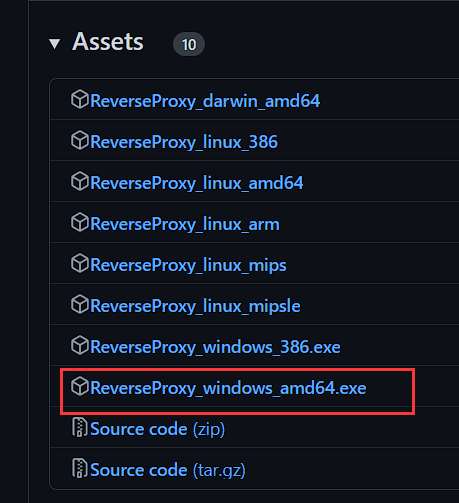 Assets 10
ReverseProxy_darwin_amd64
ReverseProxy_linux_386
ReverseProxy_linux_amd64
ReverseProxy_linux_arm
ReverseProxy_linux_mips
ReverseProxy_linux_mipsle
ReverseProxy_windows_386.exe
ReverseProxy_windows_amd64.exe
Source code (zip)
Source code (tar.gz)